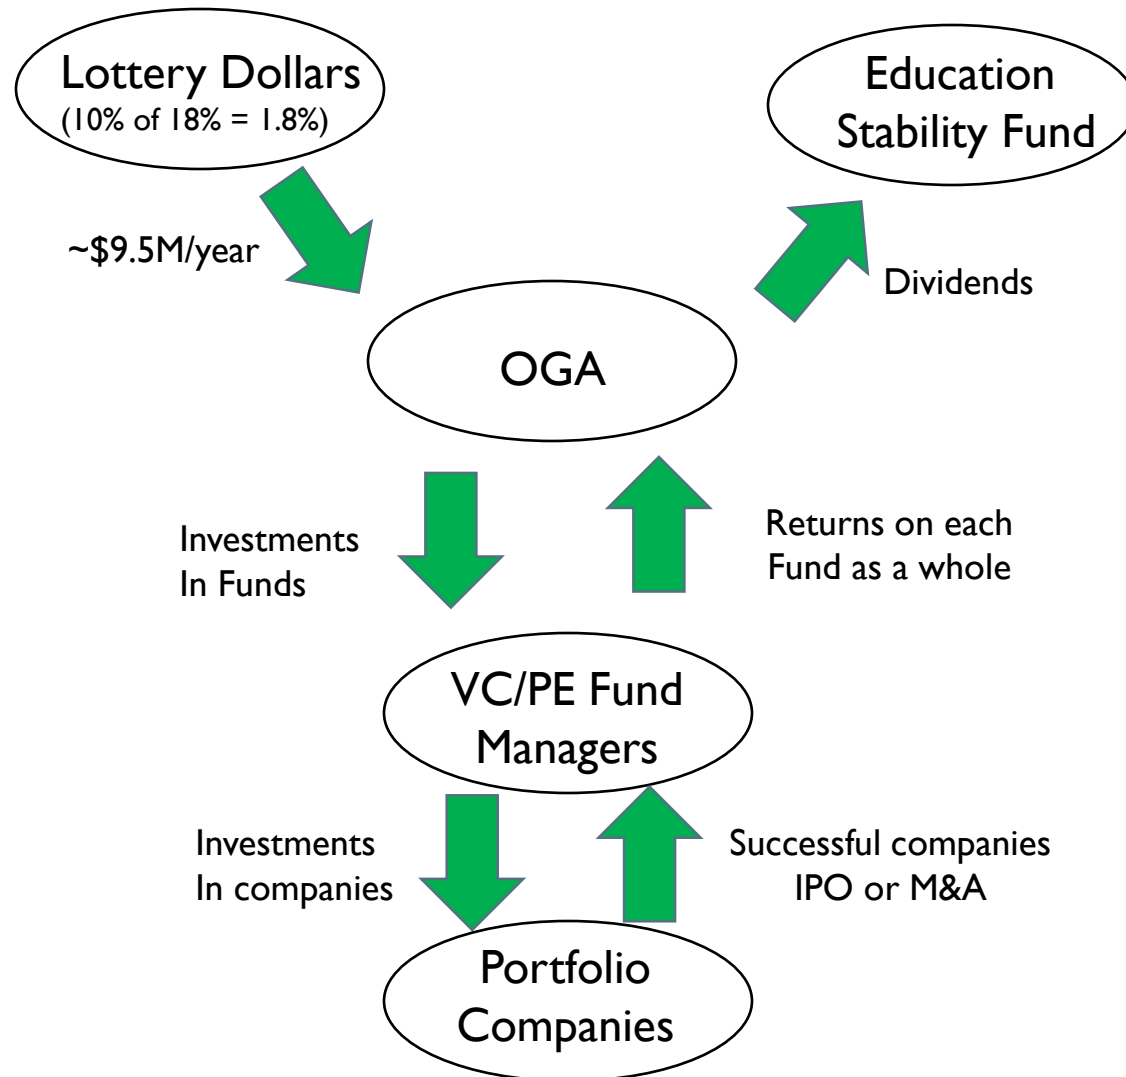 Lottery Dollars
(10% of 18% = 1.8%)
Education
Stability Fund
~$9.5M/year
Dividends
OGA
Investments
In Funds
Returns on each
Fund as a whole
VC/PE Fund
Managers
Investments
In companies
Successful companies
IPO or M&A
Portfolio
Companies